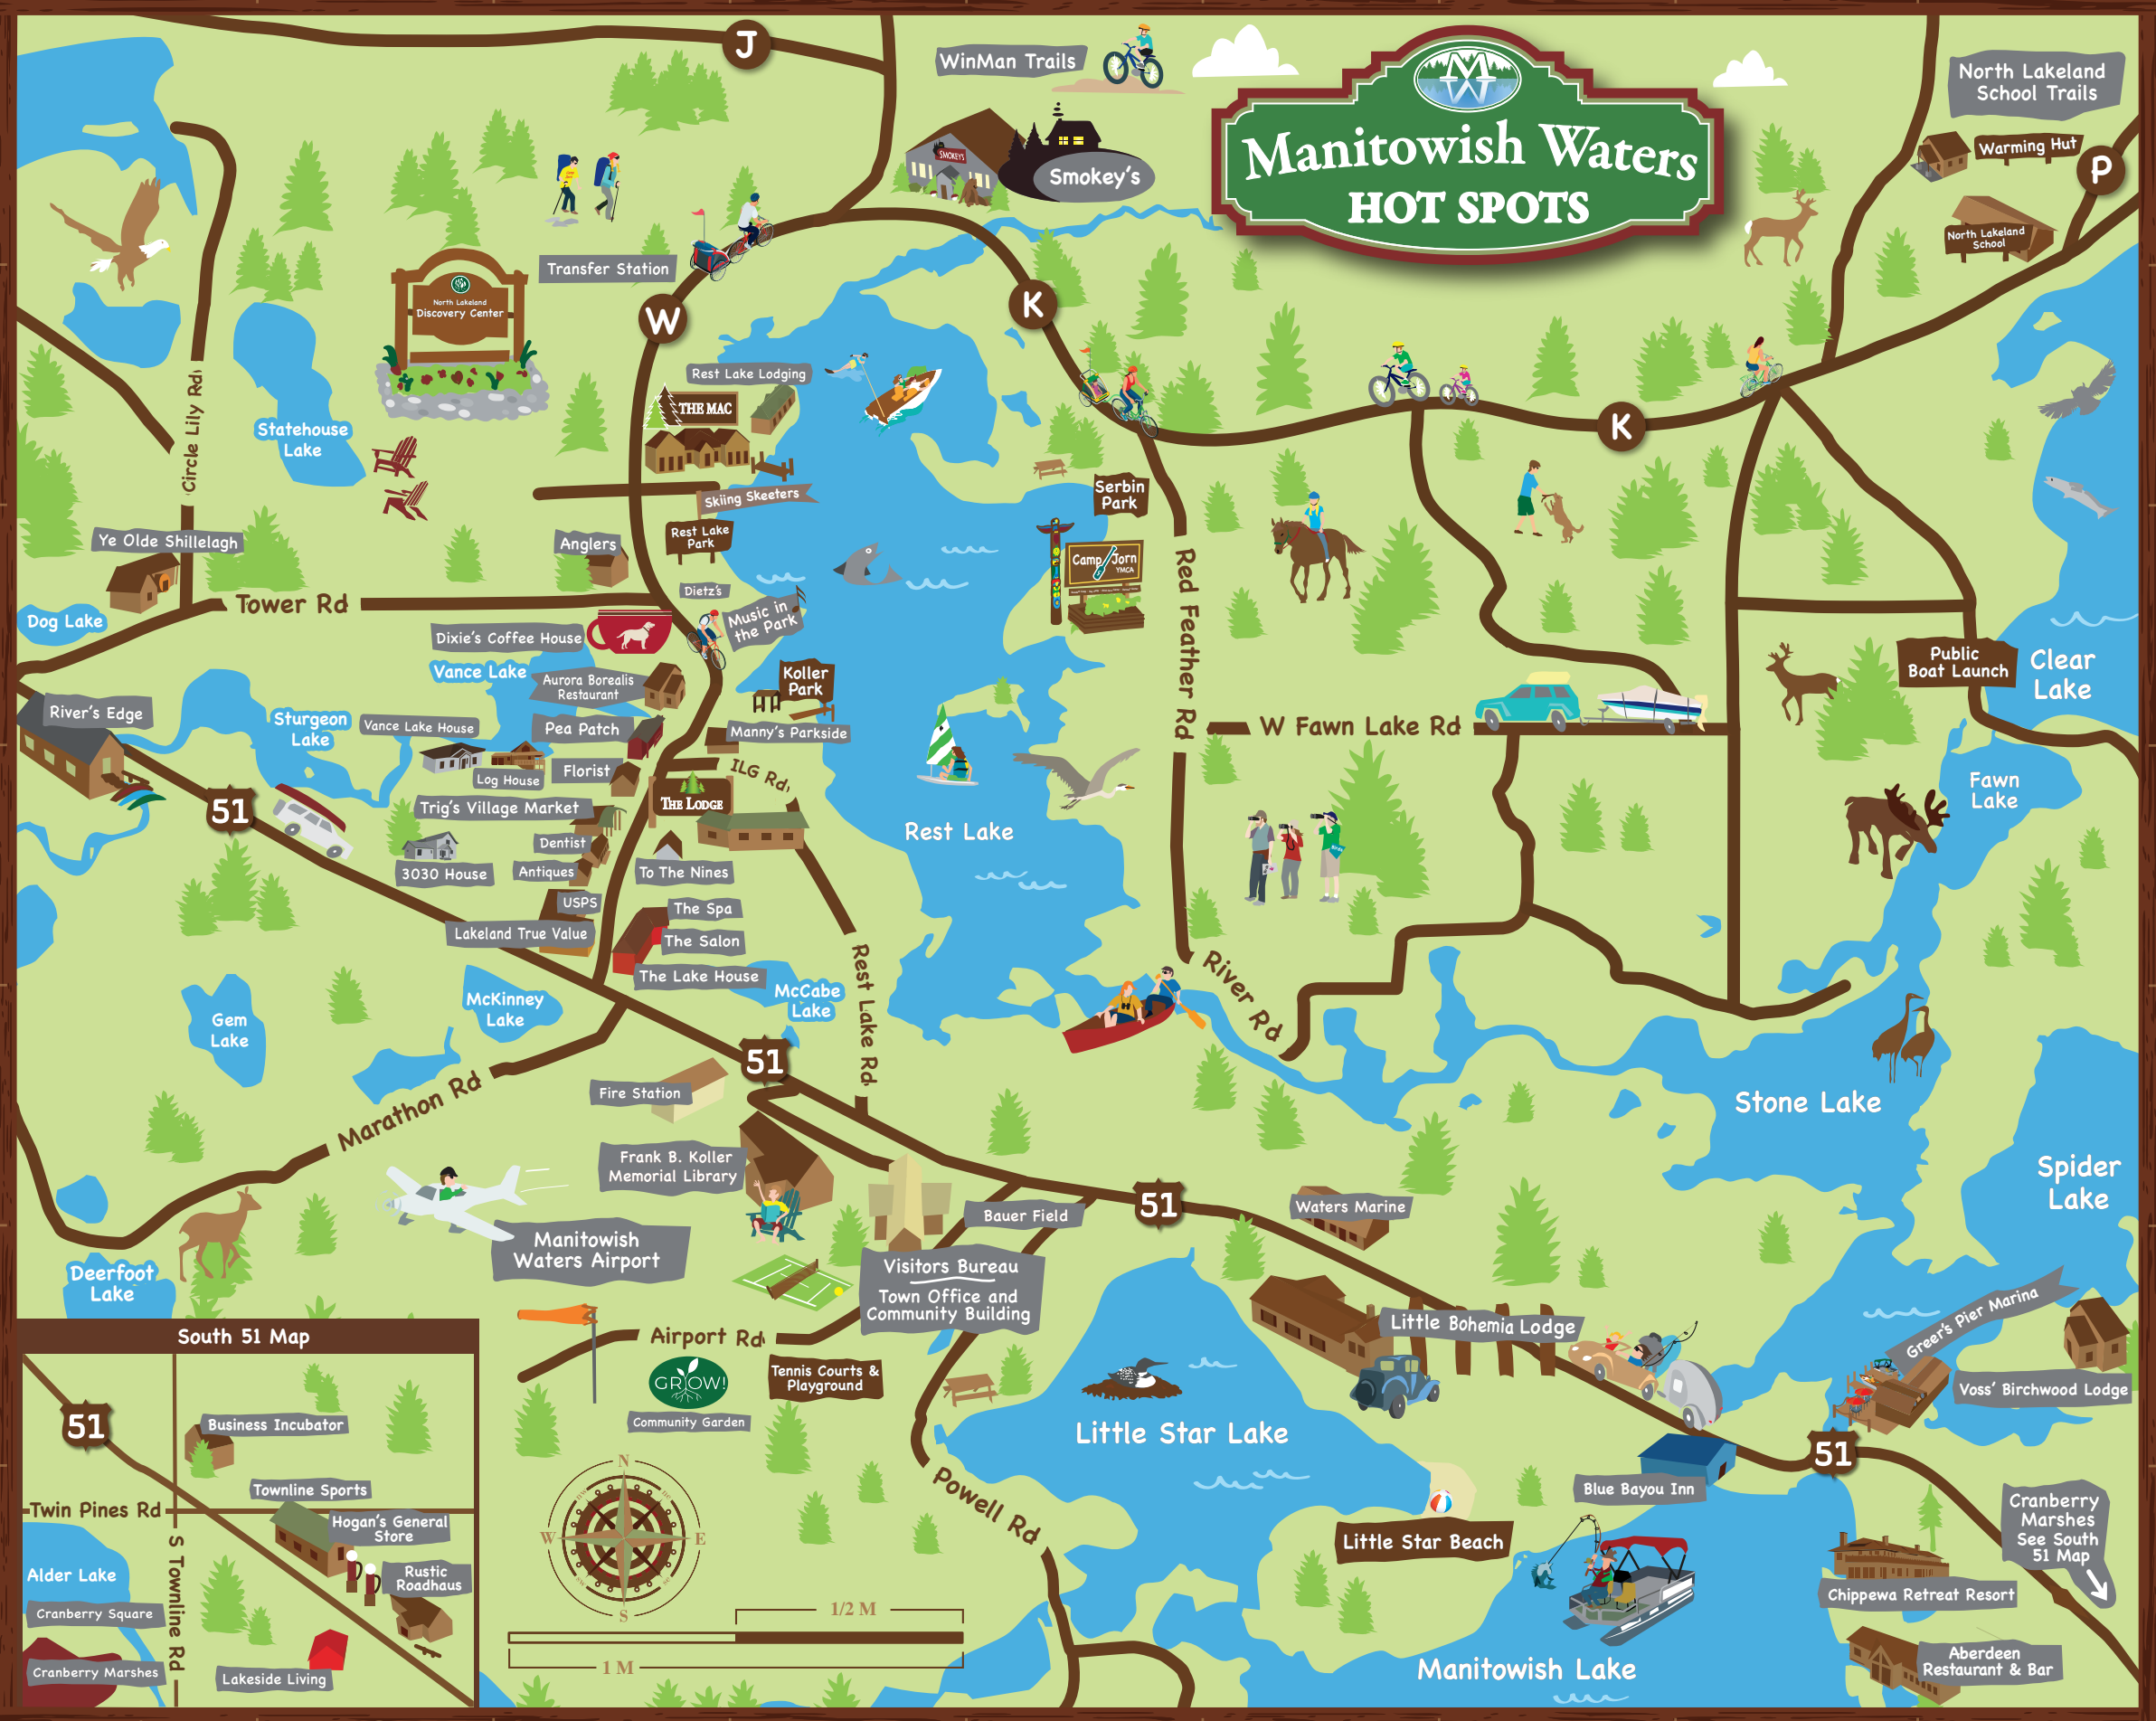 J
WinMan Trails
SMOKEY'S
Smokey's
Manitowish Waters
HOT SPOTS
North Lakeland
School Trails
Warming Hut
P
North Lakeland
School
North Lakeland
Discovery Center
Transfer Station
W
K
K
Circle Lily Rd
Statehouse
Lake
Rest Lake Lodging
THE MAC
Skiing Skeeters
Rest Lake
Park
Serbin
Park
Camp Jorn
YMCA
Ye Olde Shillelagh
Anglers
Tower Rd
Dog Lake
Dietz's
Music in
the Park
Dixie's Coffee House
Vance Lake
Aurora Borealis
Restaurant
Koller
Park
Red Feather Rd
Public
Boat Launch
Clear
Lake
River's Edge
Sturgeon
Lake
Vance Lake House
Pea Patch
Manny's Parkside
W Fawn Lake Rd
Log House
Florist
ILG Rd
Fawn
Lake
51
Trig's Village Market
THE LODGE
Rest Lake
Dentist
3030 House
Antiques
To The Nines
USPS
The Spa
Lakeland True Value
The Salon
The Lake House
McCabe
Lake
Rest Lake Rd
River Rd
McKinney
Lake
Gem
Lake
51
Marathon Rd
Fire Station
Stone Lake
Frank B. Koller
Memorial Library
Spider
Lake
51
Waters Marine
Bauer Field
Manitowish
Waters Airport
Visitors Bureau
Town Office and
Community Building
Deerfoot
Lake
Little Bohemia Lodge
Greer's Pier Marina
Airport Rd
GROW!
Community Garden
Tennis Courts &
Playground
Voss' Birchwood Lodge
Little Star Lake
51
Blue Bayou Inn
Powell Rd
Little Star Beach
Cranberry
Marshes
See South
51 Map
Chippewa Retreat Resort
Aberdeen
Restaurant & Bar
Manitowish Lake
South 51 Map
51
Business Incubator
Townline Sports
Twin Pines Rd
Hogan's General
Store
S Townline Rd
Alder Lake
Rustic
Roadhaus
Cranberry Square
Cranberry Marshes
Lakeside Living
N
W
E
S
1/2 M
1 M